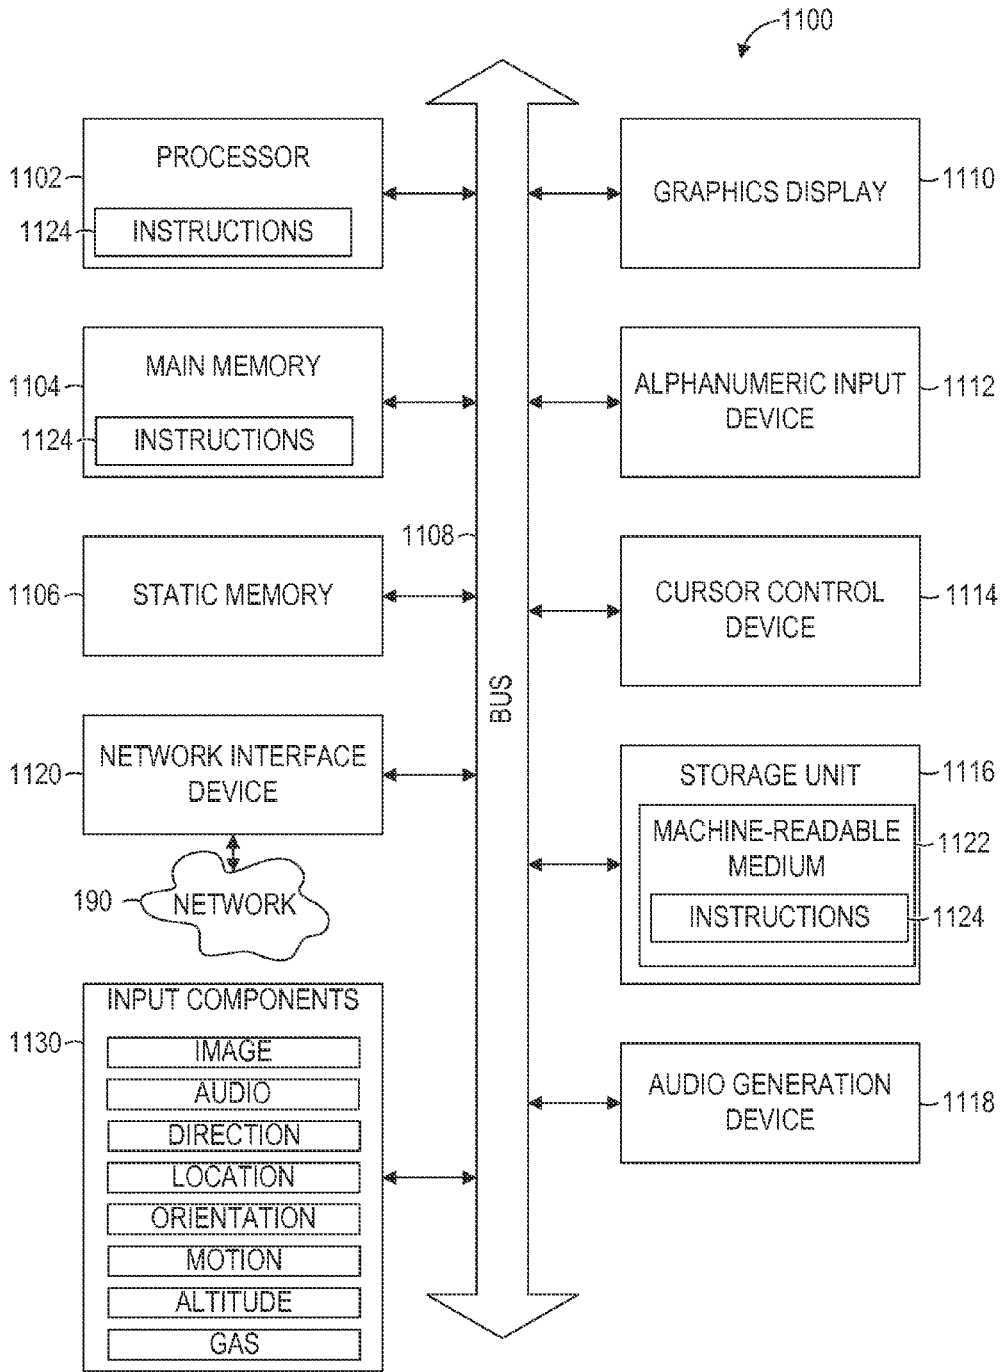 1100
PROCESSOR
1102
1124
INSTRUCTIONS
MAIN MEMORY
1104
1124
INSTRUCTIONS
1108
1106
STATIC MEMORY
BUS
1120
NETWORK INTERFACE
DEVICE
190
NETWORK
INPUT COMPONENTS
1130
IMAGE
AUDIO
DIRECTION
LOCATION
ORIENTATION
MOTION
ALTITUDE
GAS
GRAPHICS DISPLAY
1110
ALPHANUMERIC INPUT
DEVICE
1112
CURSOR CONTROL
DEVICE
1114
STORAGE UNIT
1116
MACHINE-READABLE
MEDIUM
1122
INSTRUCTIONS
1124
AUDIO GENERATION
DEVICE
1118